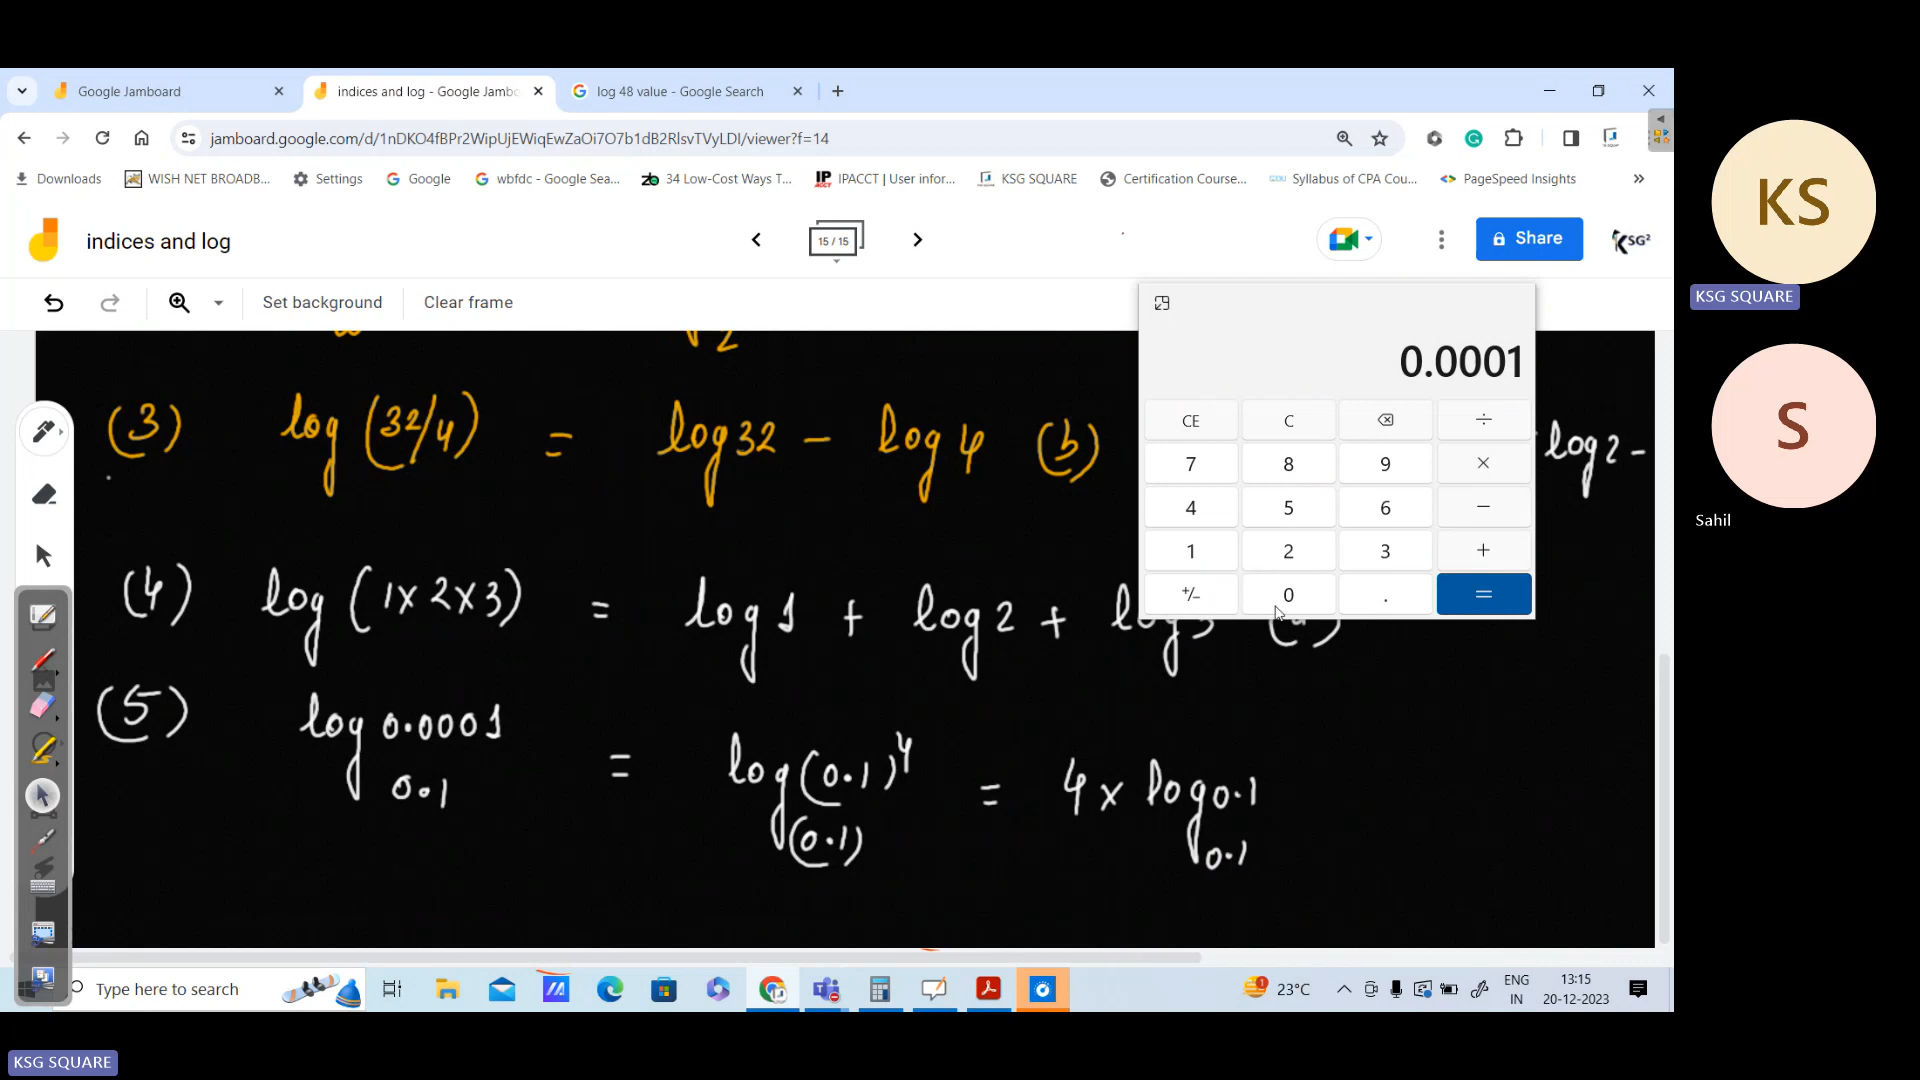 Google Jamboard
indices and log - Google Jambo
log 48 value - Google Search
jamboard.google.com/d/1nDKO4fBPr2WipUjEWiqEwZaOi7O7b1dB2RlsvTVyLDI/viewer?f=14
Downloads
WISH NET BROADB...
Settings
Google
wbfdc - Google Sea...
34 Low-Cost Ways T...
IPACCT | User infor...
KSG SQUARE
Certification Course...
Syllabus of CPA Cou...
PageSpeed Insights
indices and log
15 / 15
Share
KSG²
Set background
Clear frame
0.0001
CE C ÷
7 8 9 ×
4 5 6 −
1 2 3 +
+/− 0 . =
(3) log (32/4) = log 32 − log 4 (b)
log 2 −
(4) log (1×2×3) = log 1 + log 2 + log 3
(5) log 0.0001 = log (0.1)^4 = 4 × log 0.1
0.1 (0.1) 0.1
Type here to search
23°C
ENG
IN
13:15
20-12-2023
KS
KSG SQUARE
S
Sahil
KSG SQUARE